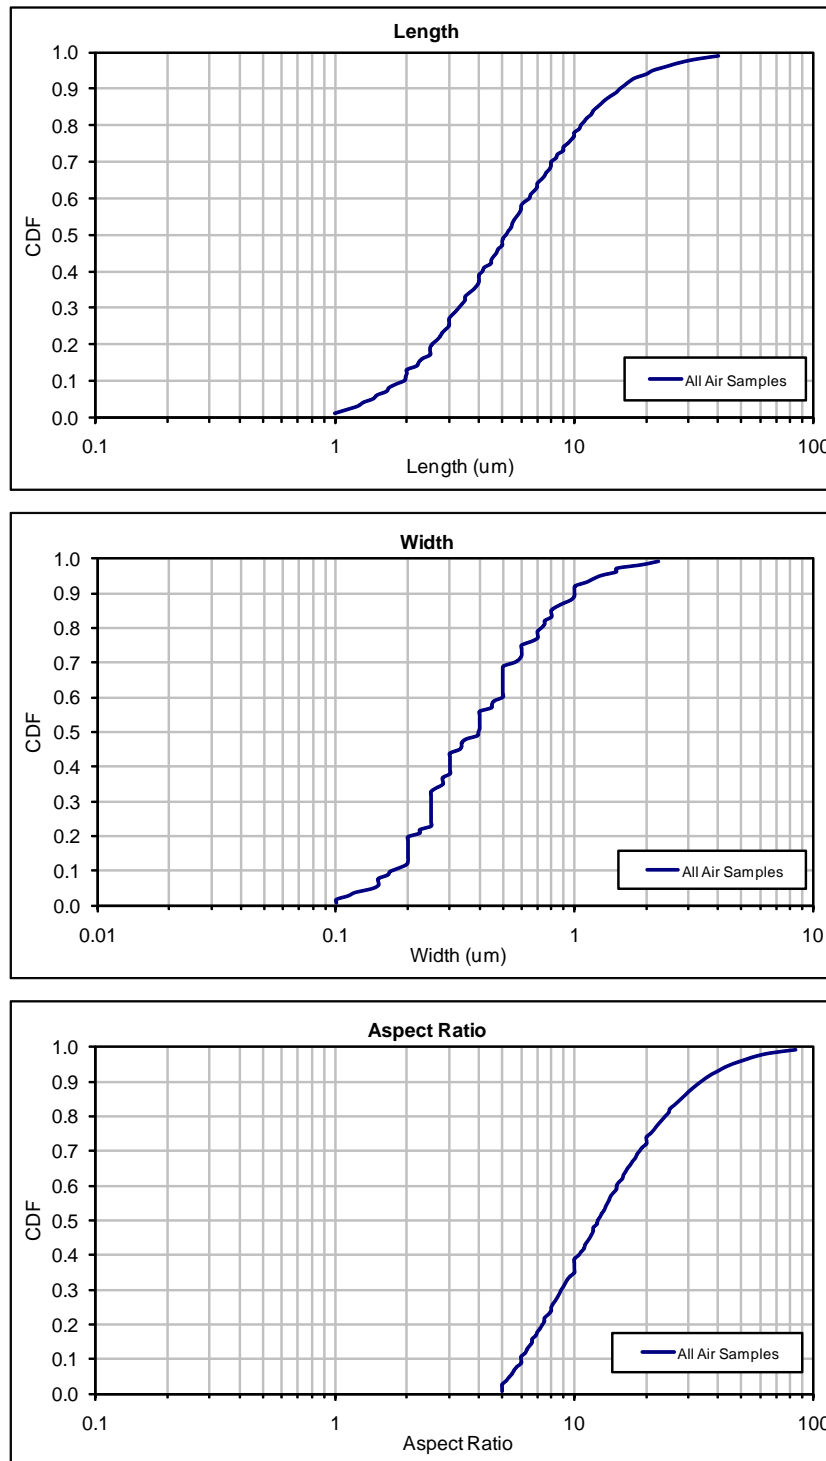 Length
1.0
0.9
0.8
0.7
0.6
0.5
0.4
0.3
0.2
0.1
0.0
CDF
All Air Samples
0.1 1 10 100
Length (um)
Width
1.0
0.9
0.8
0.7
0.6
0.5
0.4
0.3
0.2
0.1
0.0
CDF
All Air Samples
0.01 0.1 1 10
Width (um)
Aspect Ratio
1.0
0.9
0.8
0.7
0.6
0.5
0.4
0.3
0.2
0.1
0.0
CDF
All Air Samples
0.1 1 10 100
Aspect Ratio